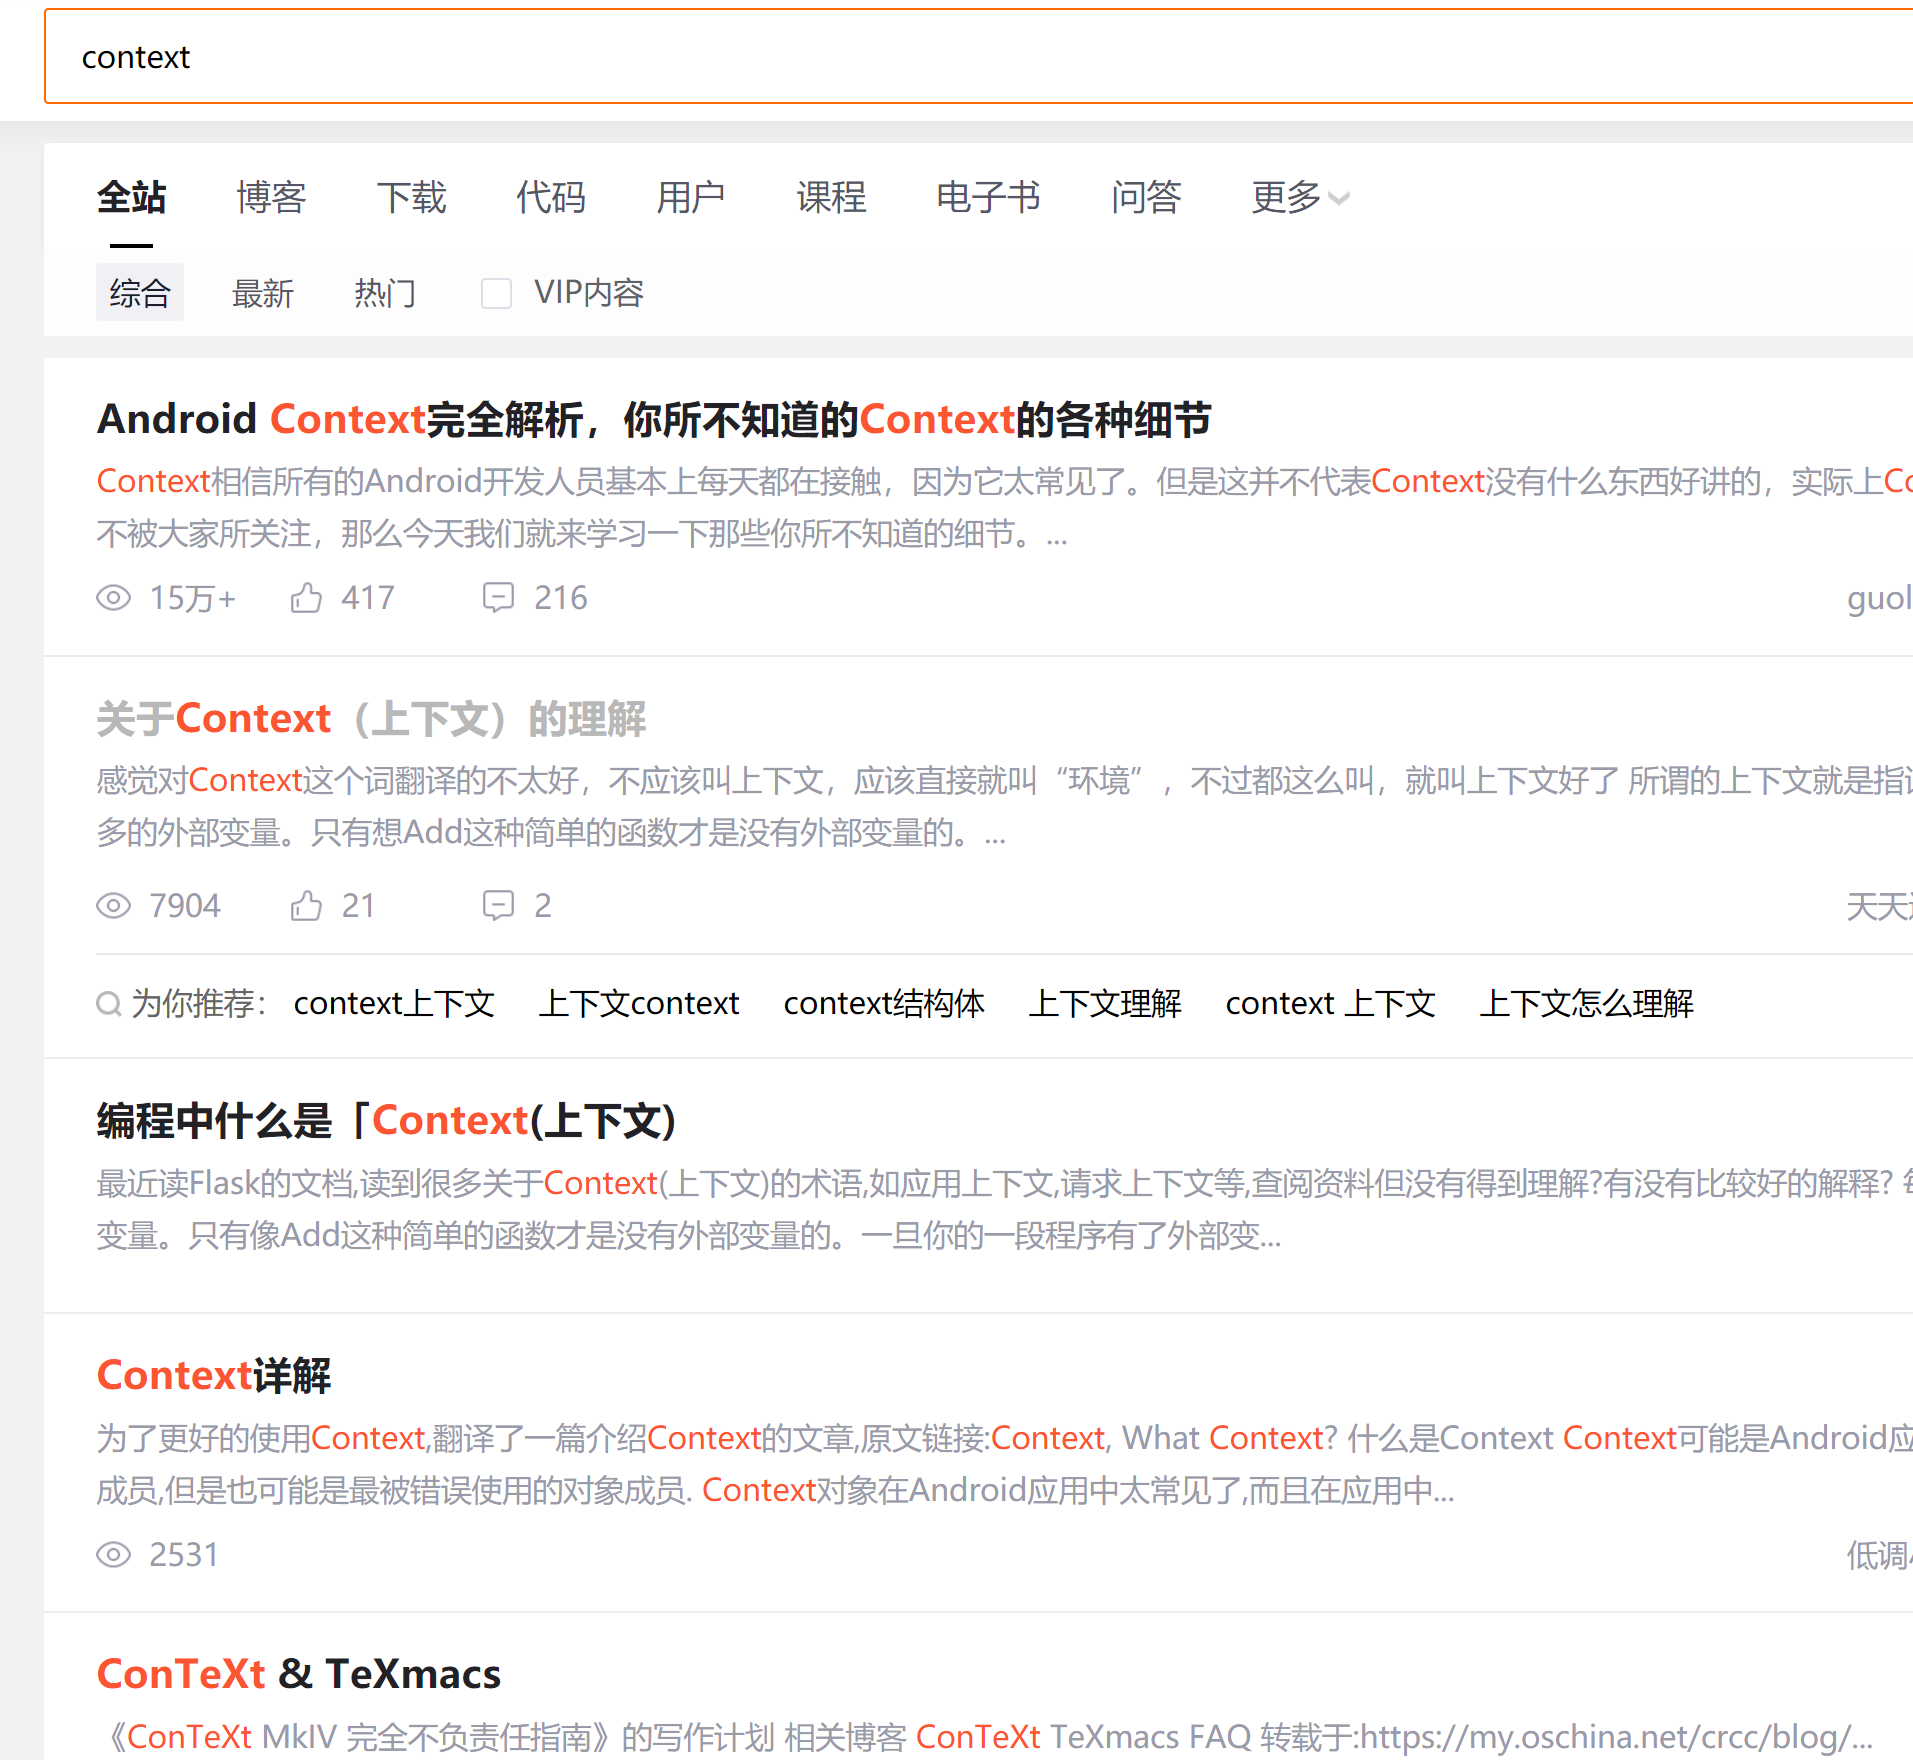 context
全站 博客 下载 代码 用户 课程 电子书 问答 更多
综合 最新 热门 VIP内容
Android Context完全解析，你所不知道的Context的各种细节
Context相信所有的Android开发人员基本上每天都在接触，因为它太常见了。但是这并不代表Context没有什么东西好讲的，实际上Co
不被大家所关注，那么今天我们就来学习一下那些你所不知道的细节。...
15万+ 417 216 guol
关于Context（上下文）的理解
感觉对Context这个词翻译的不太好，不应该叫上下文，应该直接就叫“环境”，不过都这么叫，就叫上下文好了 所谓的上下文就是指
多的外部变量。只有想Add这种简单的函数才是没有外部变量的。...
7904 21 2 天天
为你推荐： context上下文 上下文context context结构体 上下文理解 context 上下文 上下文怎么理解
编程中什么是「Context(上下文)
最近读Flask的文档,读到很多关于Context(上下文)的术语,如应用上下文,请求上下文等,查阅资料但没有得到理解?有没有比较好的解释? 每
变量。只有像Add这种简单的函数才是没有外部变量的。一旦你的一段程序有了外部变...
Context详解
为了更好的使用Context,翻译了一篇介绍Context的文章,原文链接:Context, What Context? 什么是Context Context可能是Android应
成员,但是也可能是最被错误使用的对象成员. Context对象在Android应用中太常见了,而且在应用中...
2531 低调
ConTeXt & TeXmacs
《ConTeXt MkIV 完全不负责任指南》的写作计划 相关博客 ConTeXt TeXmacs FAQ 转载于:https://my.oschina.net/crcc/blog/...